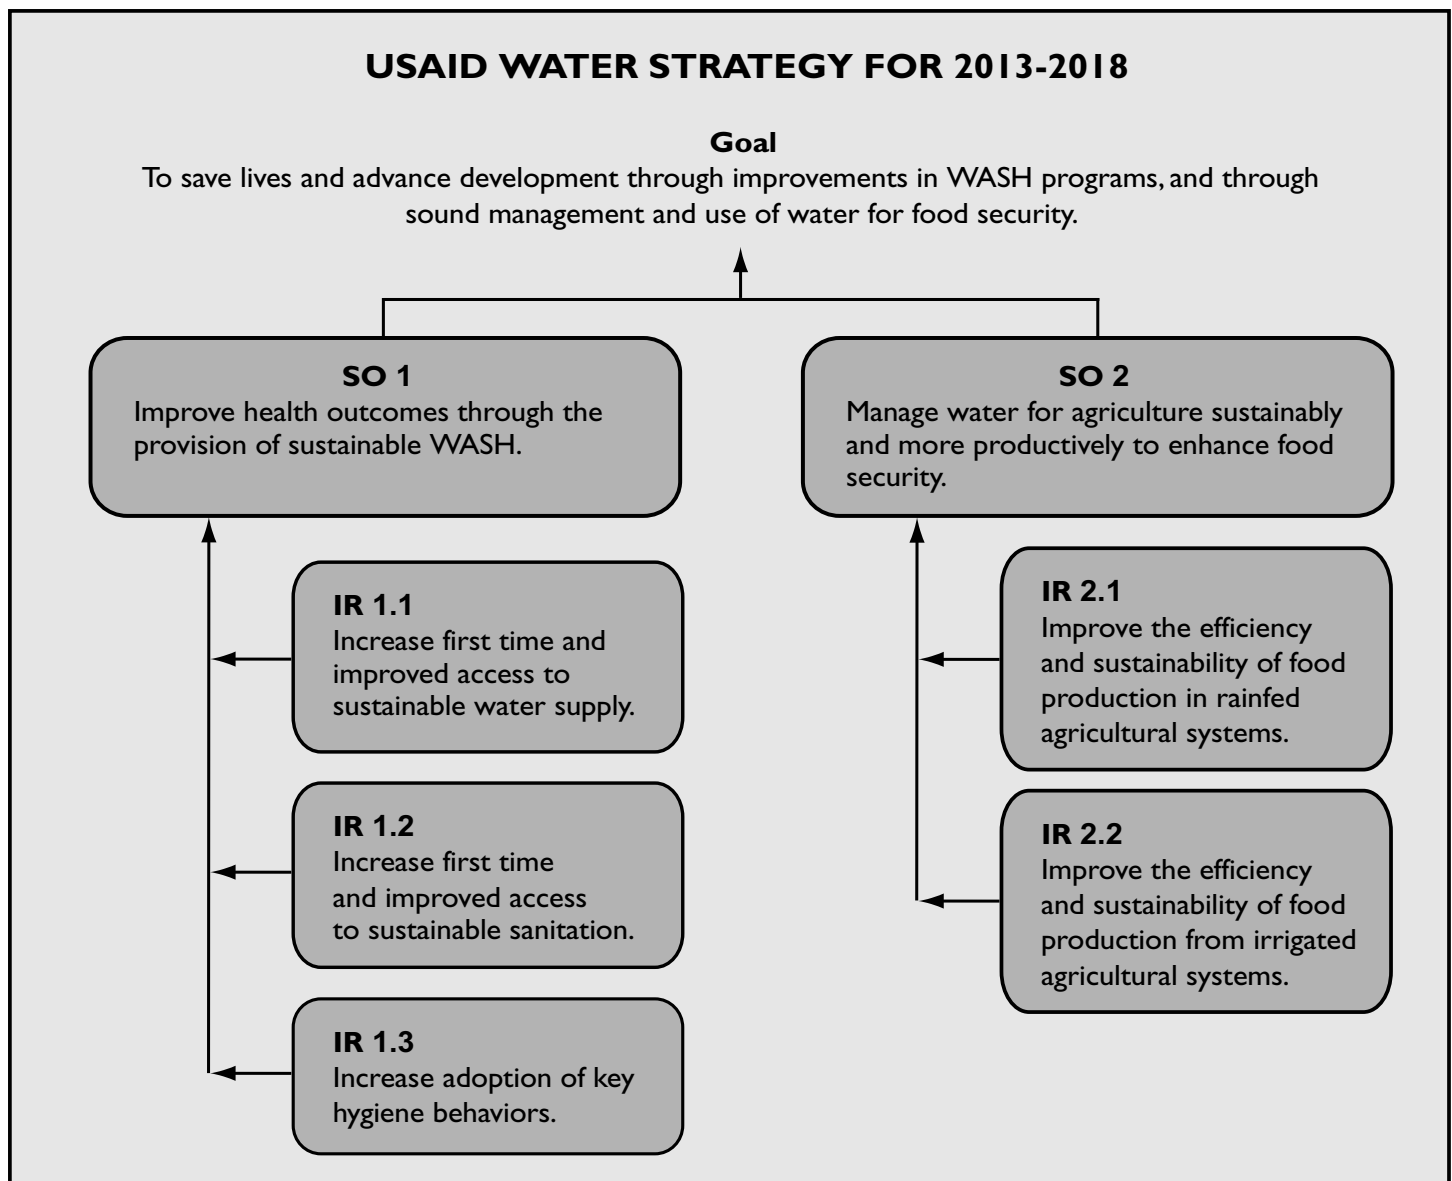 USAID WATER STRATEGY FOR 2013-2018
Goal
To save lives and advance development through improvements in WASH programs, and through
sound management and use of water for food security.
SO 1
Improve health outcomes through the
provision of sustainable WASH.
SO 2
Manage water for agriculture sustainably
and more productively to enhance food
security.
IR 1.1
Increase first time and
improved access to
sustainable water supply.
IR 1.2
Increase first time
and improved access
to sustainable sanitation.
IR 1.3
Increase adoption of key
hygiene behaviors.
IR 2.1
Improve the efficiency
and sustainability of food
production in rainfed
agricultural systems.
IR 2.2
Improve the efficiency
and sustainability of food
production from irrigated
agricultural systems.